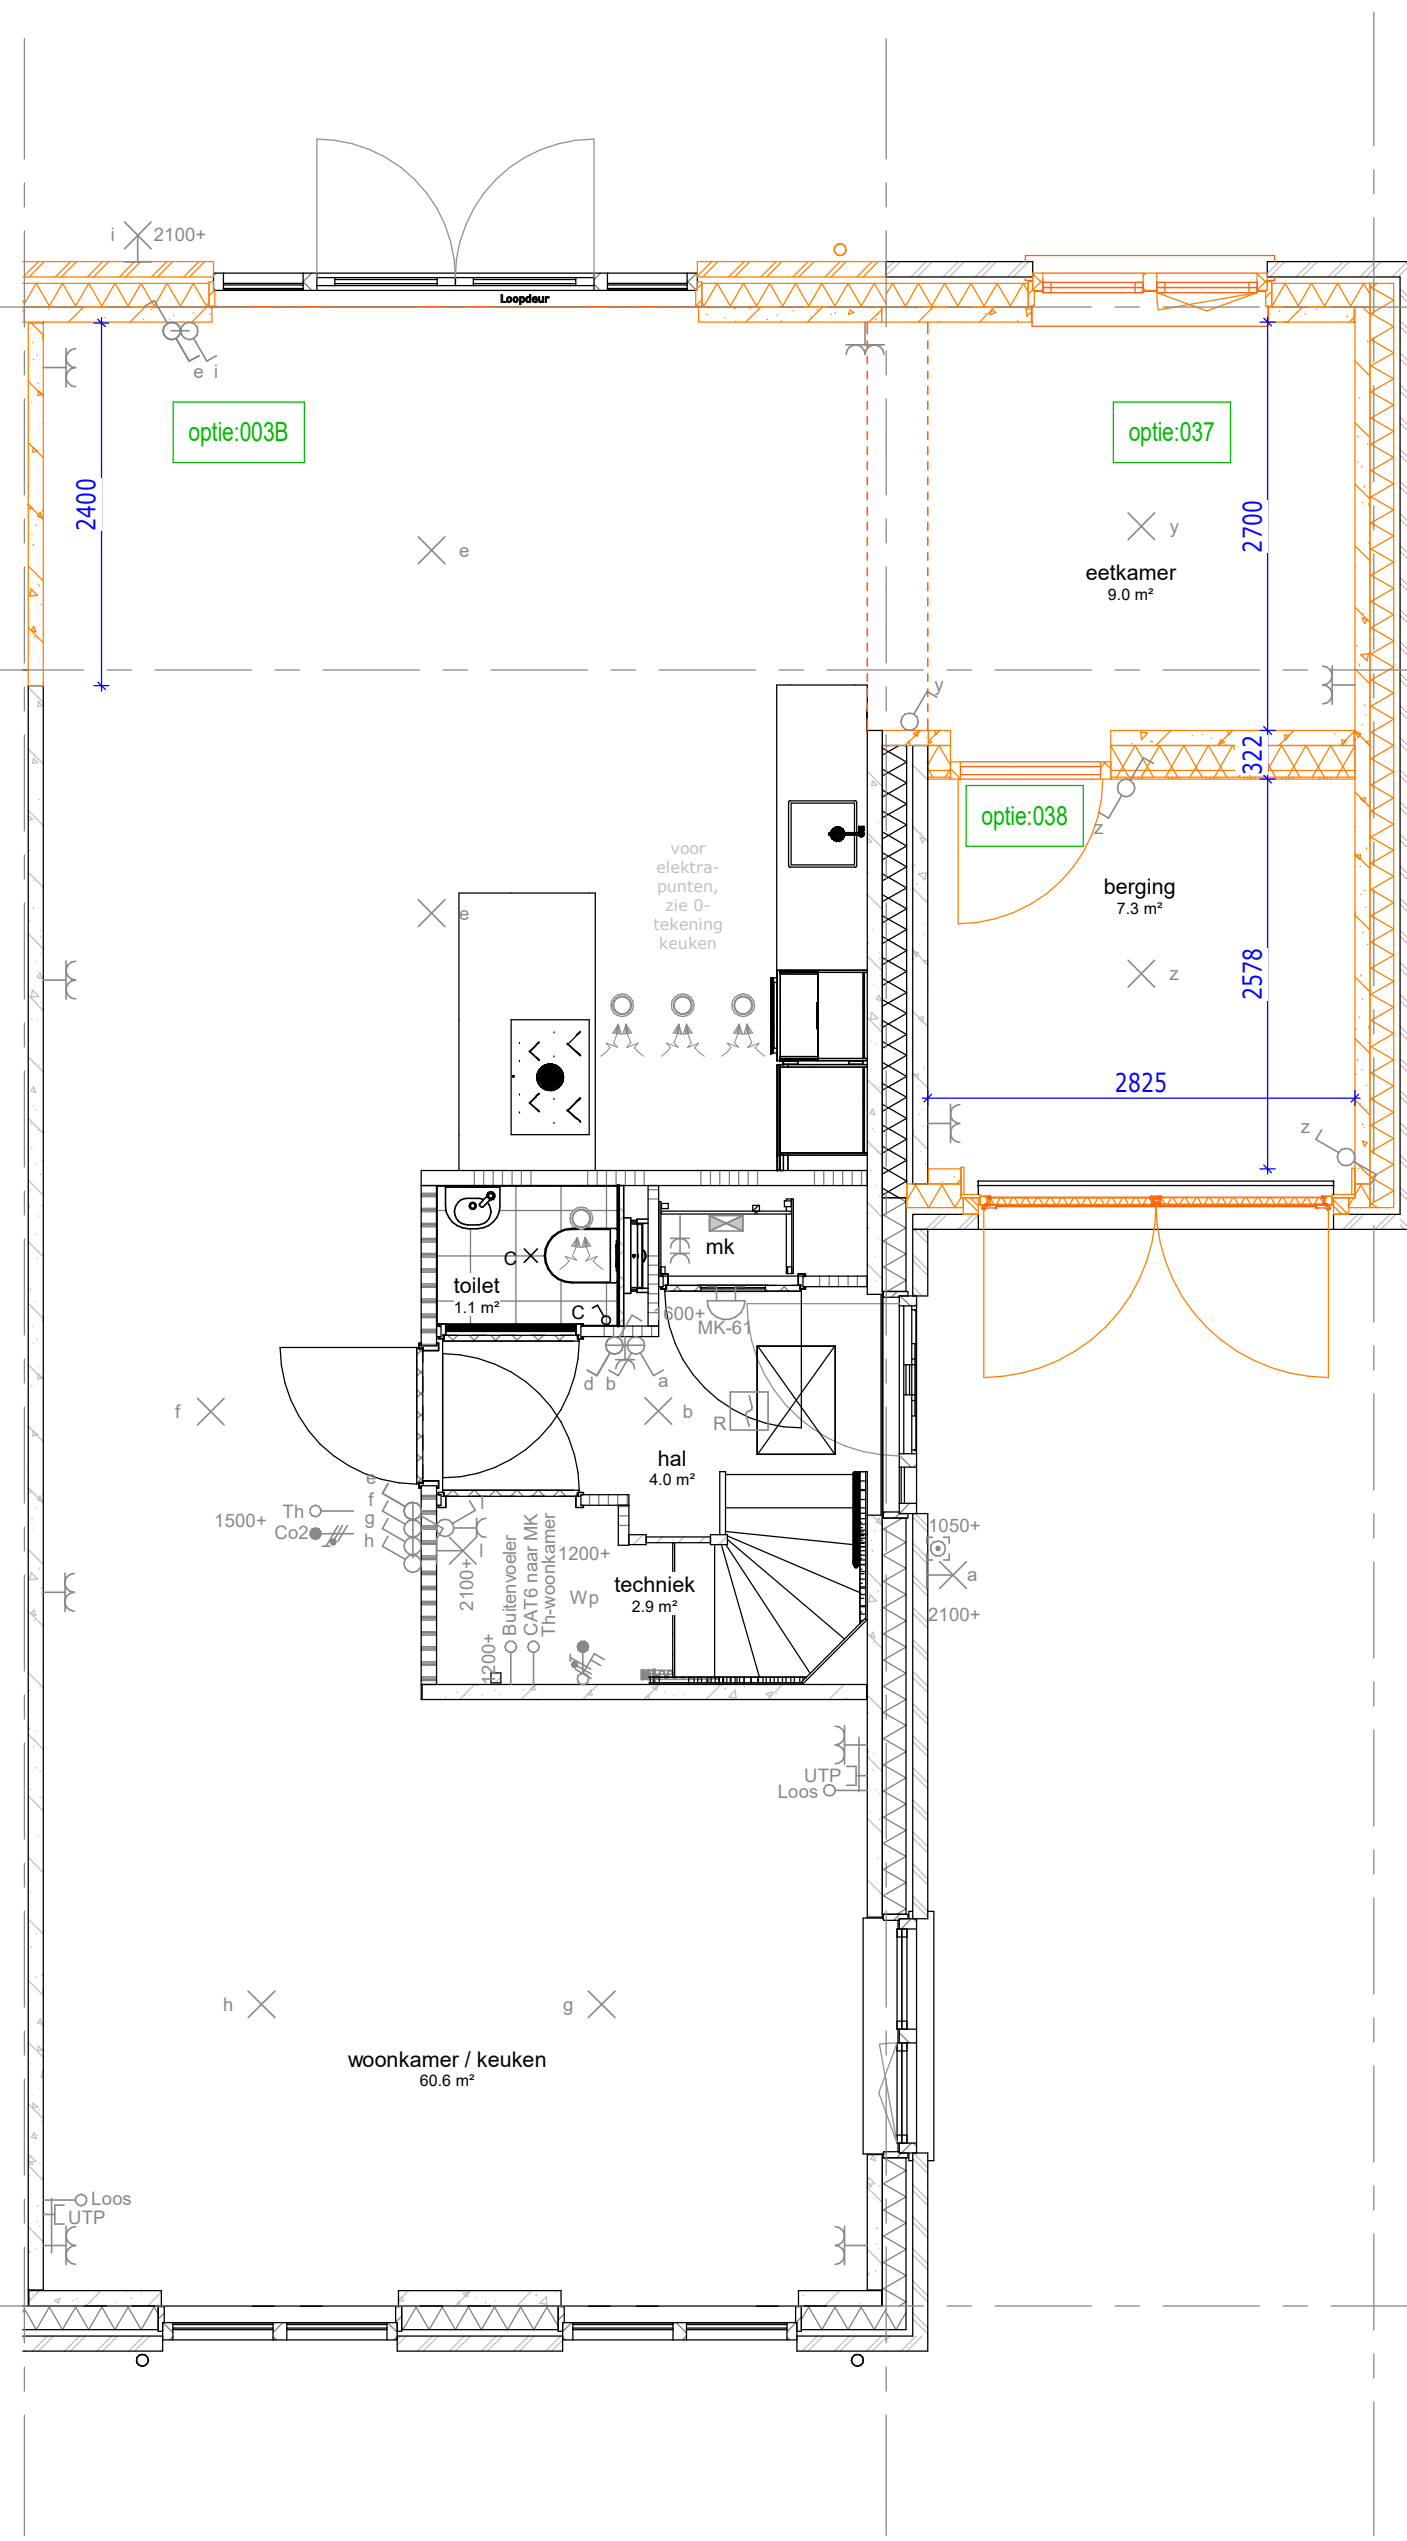 i
2100+
Loopdeur
e i
optie:003B
optie:037
2400
2700
e
y
eetkamer
9.0 m²
y
322
optie:038
z
voor
elektra-
punten,
zie 0-
tekening
keuken
berging
7.3 m²
e
z
2578
2825
z
mk
C
toilet
1.1 m²
C
1600+
MK-61
d
b
a
f
b
R
hal
4.0 m²
e
f
g
h
Th
1500+
Co2
l
l
2100+
Buitenvoeler
CAT6 naar MK
Th-woonkamer
1200+
1200+
Wp
techniek
2.9 m²
1050+
a
2100+
UTP
Loos
h
g
woonkamer / keuken
60.6 m²
Loos
UTP